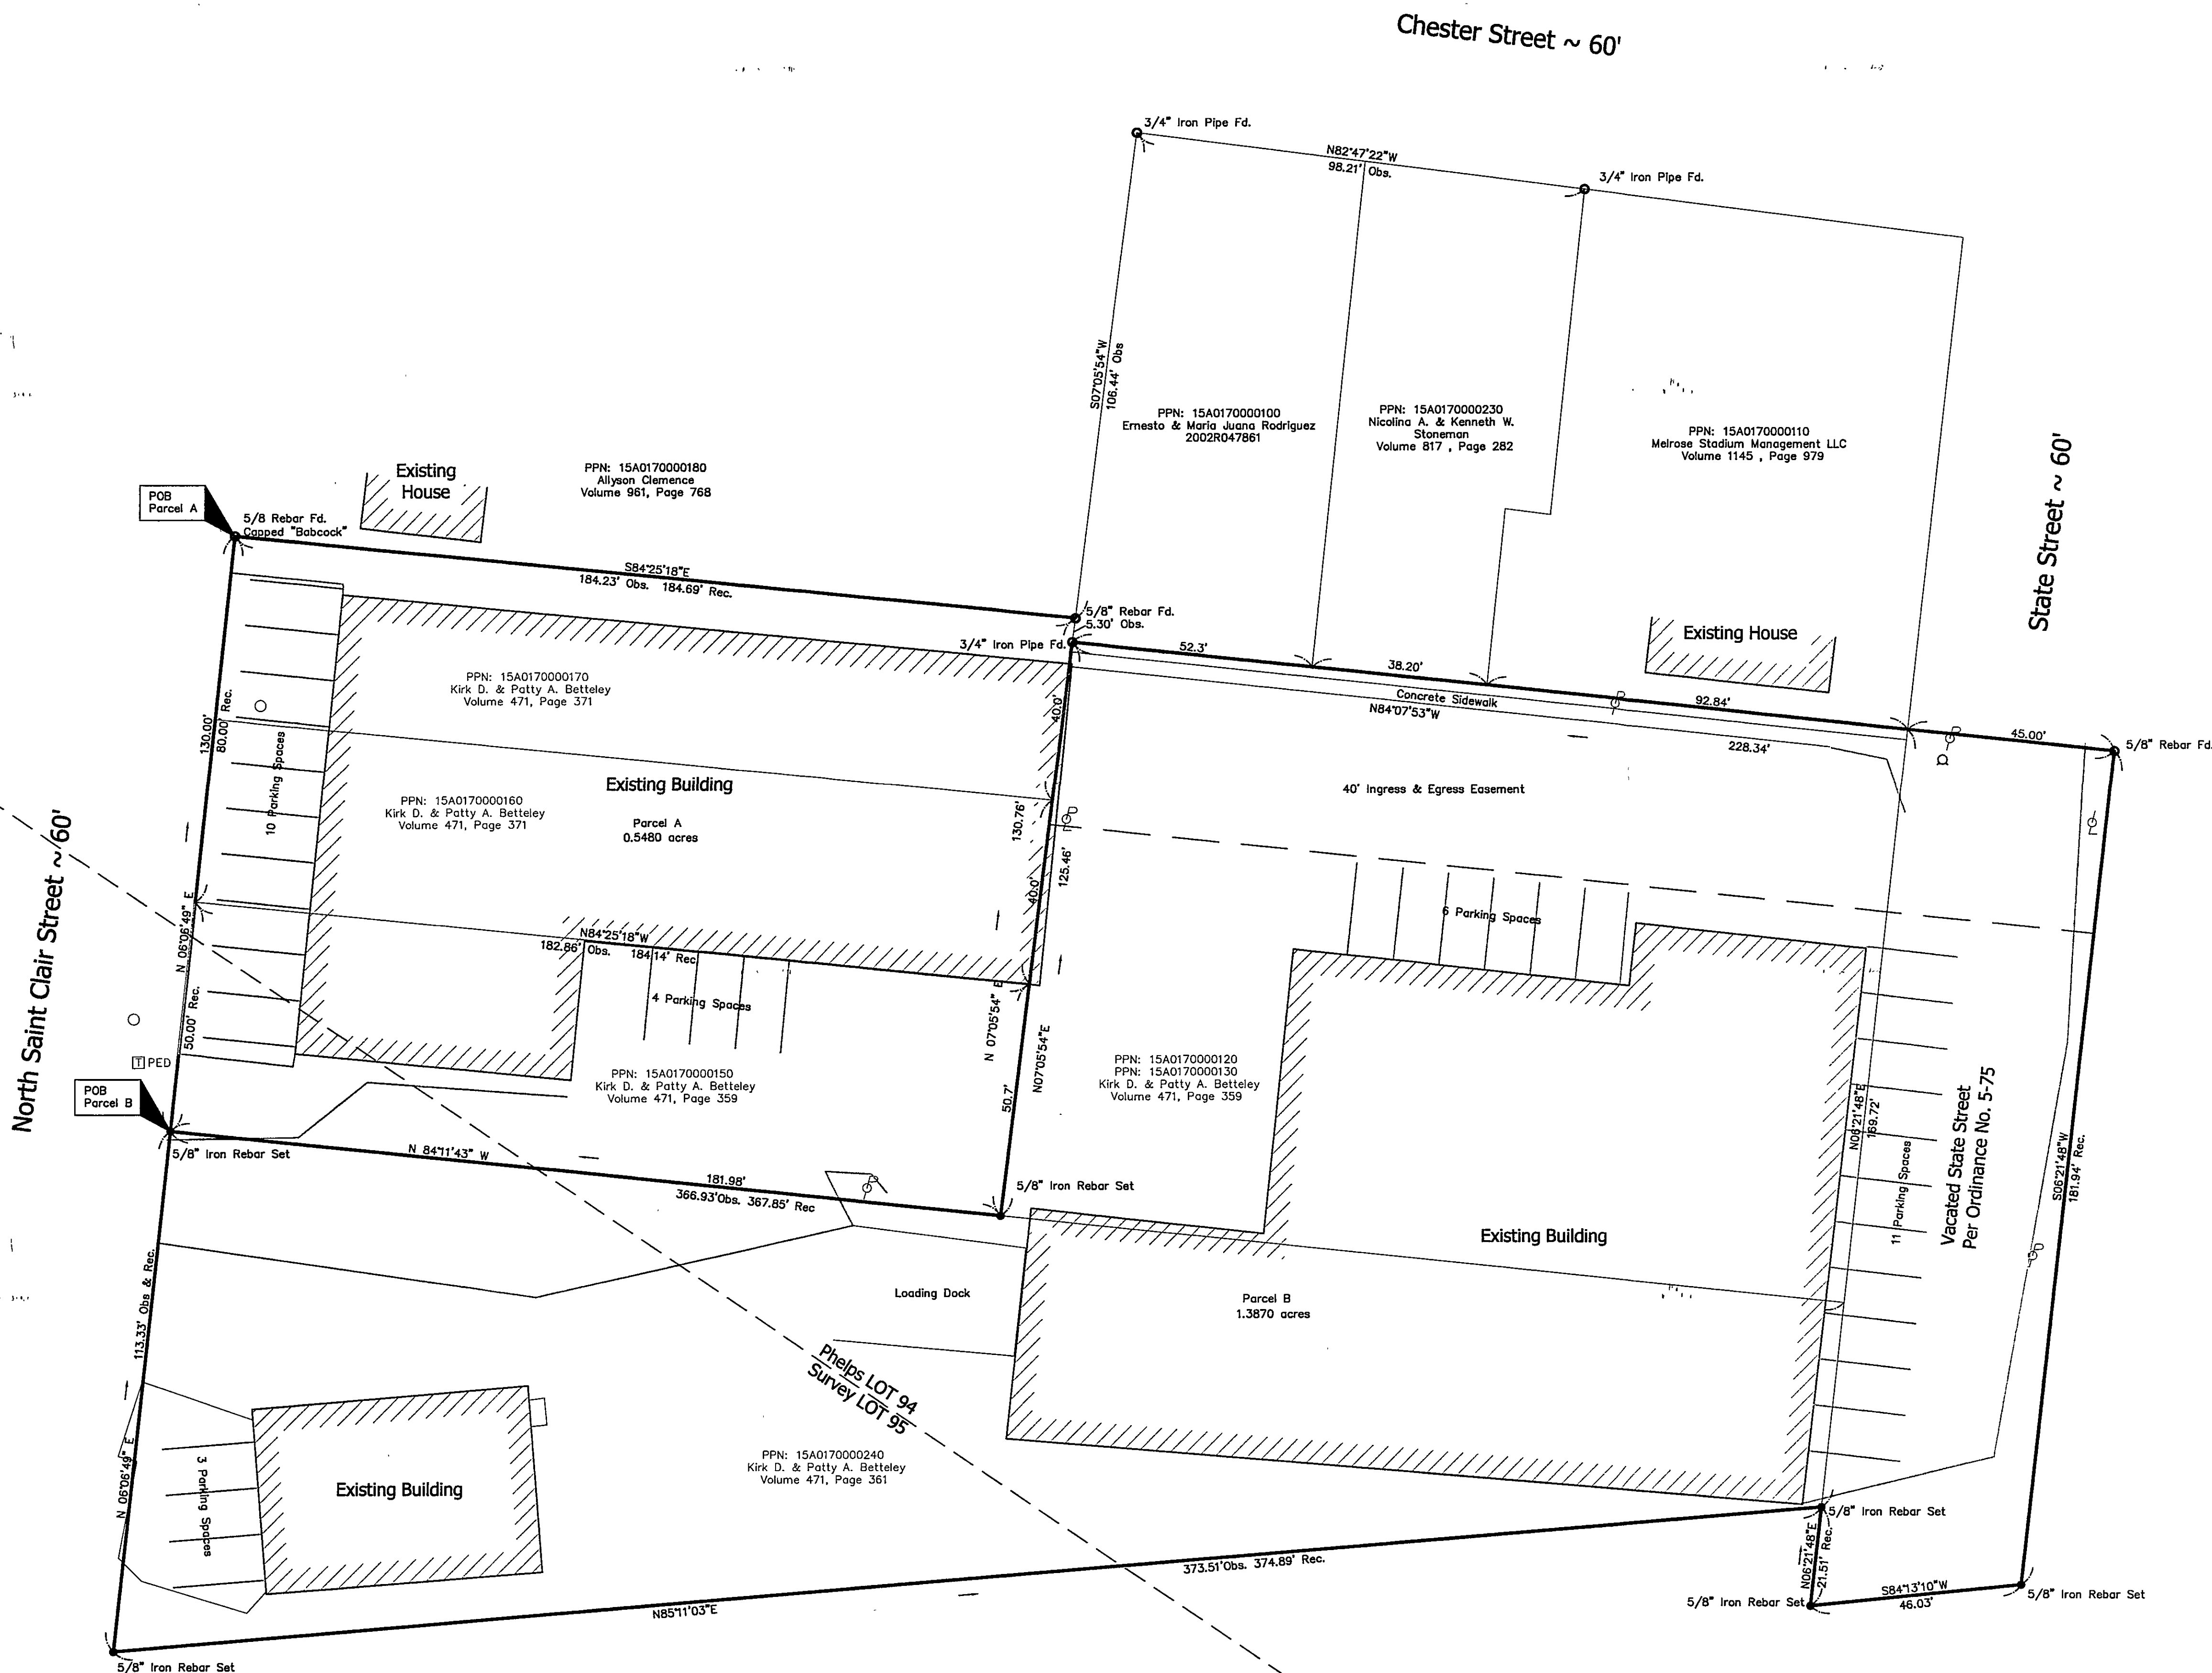 Chester Street ~ 60'
3/4" Iron Pipe Fd.
N82°47'22"W
98.21' Obs.
3/4" Iron Pipe Fd.
S07°05'54"W
106.44' Obs
PPN: 15A0170000100
Ernesto & Maria Juana Rodriguez
2002R047861
PPN: 15A0170000230
Nicolina A. & Kenneth W.
Stoneman
Volume 817 , Page 282
PPN: 15A0170000110
Melrose Stadium Management LLC
Volume 1145 , Page 979
State Street ~ 60'
Existing
House
PPN: 15A0170000180
Allyson Clemence
Volume 961, Page 768
POB
Parcel A
5/8 Rebar Fd.
Capped "Babcock"
S84°25'18"E
184.23' Obs. 184.69' Rec.
5/8" Rebar Fd.
5.30' Obs.
3/4" Iron Pipe Fd.
52.3'
38.20'
Existing House
92.84'
Concrete Sidewalk
N84°07'53"W
228.34'
45.00'
5/8" Rebar Fd.
PPN: 15A0170000170
Kirk D. & Patty A. Betteley
Volume 471, Page 371
130.00'
80.00' Rec.
10 Parking Spaces
40.0'
Existing Building
PPN: 15A0170000160
Kirk D. & Patty A. Betteley
Volume 471, Page 371
Parcel A
0.5480 acres
130.76'
125.46'
40.0'
40' Ingress & Egress Easement
6 Parking Spaces
North Saint Clair Street ~ 60'
N 06°06'49" E
50.00' Rec.
N84°25'18"W
182.86' Obs. 184.14' Rec
4 Parking Spaces
N 07°05'54" E
N07°05'54"E
50.7'
T PED
POB
Parcel B
PPN: 15A0170000150
Kirk D. & Patty A. Betteley
Volume 471, Page 359
PPN: 15A0170000120
PPN: 15A0170000130
Kirk D. & Patty A. Betteley
Volume 471, Page 359
N06°21'48"E
169.72'
11 Parking Spaces
Vacated State Street
Per Ordinance No. 5-75
S06°21'48"W
181.94' Rec.
5/8" Iron Rebar Set
N 84°11'43" W
181.98'
366.93'Obs. 367.85' Rec
5/8" Iron Rebar Set
Existing Building
Loading Dock
Parcel B
1.3870 acres
113.33' Obs & Rec.
Phelps LOT 94
Survey LOT 95
N 06°06'49" E
3 Parking Spaces
Existing Building
PPN: 15A0170000240
Kirk D. & Patty A. Betteley
Volume 471, Page 361
5/8" Iron Rebar Set
N06°21'48"E
21.51' Rec.
373.51'Obs. 374.89' Rec.
N85°11'03"E
S84°13'10"W
46.03'
5/8" Iron Rebar Set
5/8" Iron Rebar Set
5/8" Iron Rebar Set